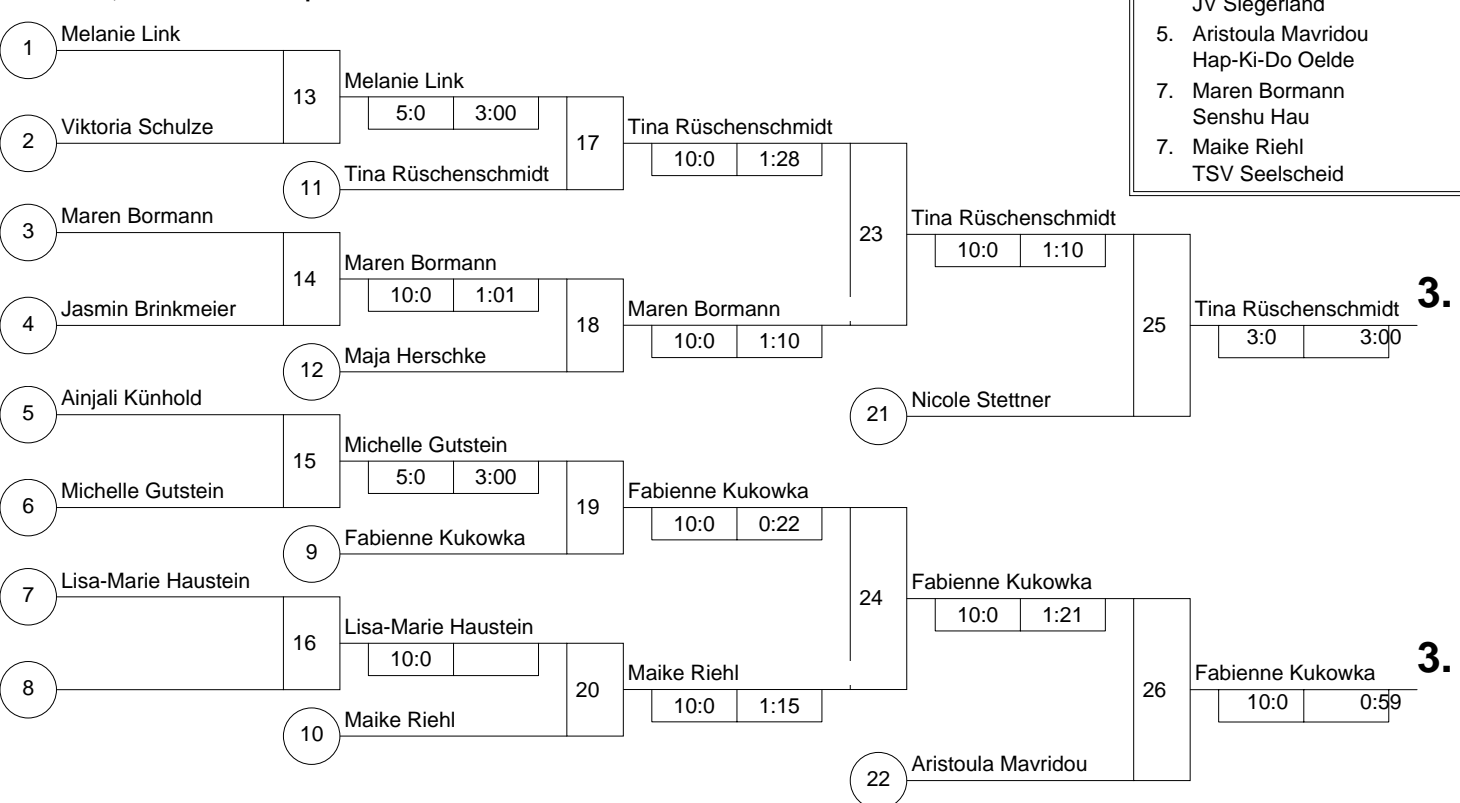 JV Siegerland
5. Aristoula Mavridou
Hap-Ki-Do Oelde
7. Maren Bormann
Senshu Hau
7. Maike Riehl
TSV Seelscheid
1 Melanie Link
13
Melanie Link
5:0 3:00
2 Viktoria Schulze
17
Tina Rüschenschmidt
10:0 1:28
11 Tina Rüschenschmidt
3 Maren Bormann
23
Tina Rüschenschmidt
10:0 1:10
14
Maren Bormann
10:0 1:01
4 Jasmin Brinkmeier
18
Maren Bormann
10:0 1:10
25
Tina Rüschenschmidt 3.
3:0 3:00
12 Maja Herschke
5 Ainjali Künhold
21 Nicole Stettner
15
Michelle Gutstein
5:0 3:00
6 Michelle Gutstein
19
Fabienne Kukowka
10:0 0:22
9 Fabienne Kukowka
7 Lisa-Marie Haustein
24
Fabienne Kukowka
10:0 1:21
16
Lisa-Marie Haustein
10:0
8
20
Maike Riehl
10:0 1:15
26
Fabienne Kukowka 3.
10:0 0:59
10 Maike Riehl
22 Aristoula Mavridou